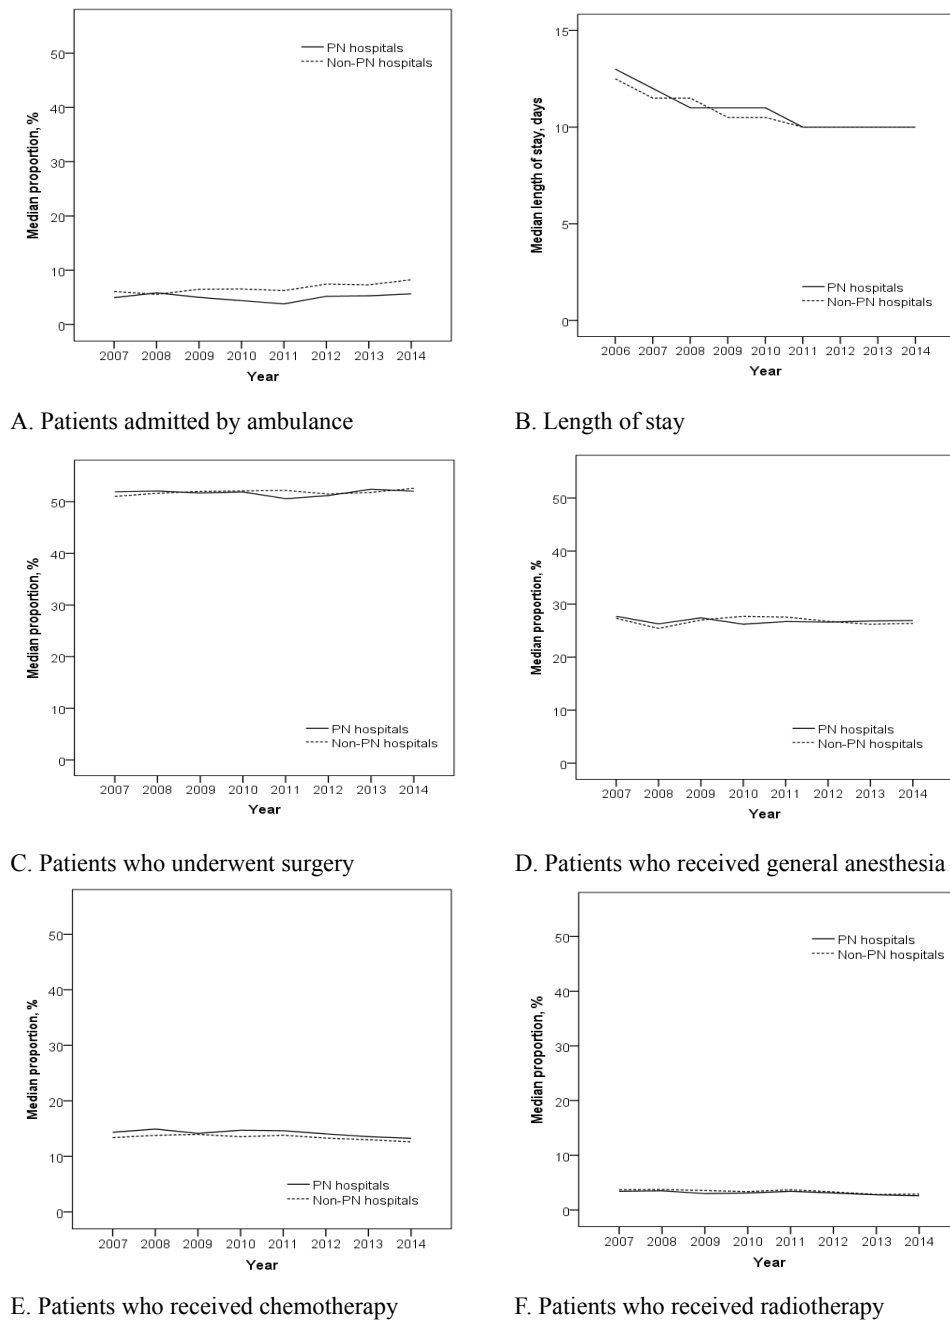 50
40
30
20
10
0
Median proportion, %
PN hospitals
Non-PN hospitals
2007 2008 2009 2010 2011 2012 2013 2014
Year
A. Patients admitted by ambulance
15
10
5
0
Median length of stay, days
PN hospitals
Non-PN hospitals
2006 2007 2008 2009 2010 2011 2012 2013 2014
Year
B. Length of stay
50
40
30
20
10
0
Median proportion, %
PN hospitals
Non-PN hospitals
2007 2008 2009 2010 2011 2012 2013 2014
Year
C. Patients who underwent surgery
50
40
30
20
10
0
Median proportion, %
PN hospitals
Non-PN hospitals
2007 2008 2009 2010 2011 2012 2013 2014
Year
D. Patients who received general anesthesia
50
40
30
20
10
0
Median proportion, %
PN hospitals
Non-PN hospitals
2007 2008 2009 2010 2011 2012 2013 2014
Year
E. Patients who received chemotherapy
50
40
30
20
10
0
Median proportion, %
PN hospitals
Non-PN hospitals
2007 2008 2009 2010 2011 2012 2013 2014
Year
F. Patients who received radiotherapy